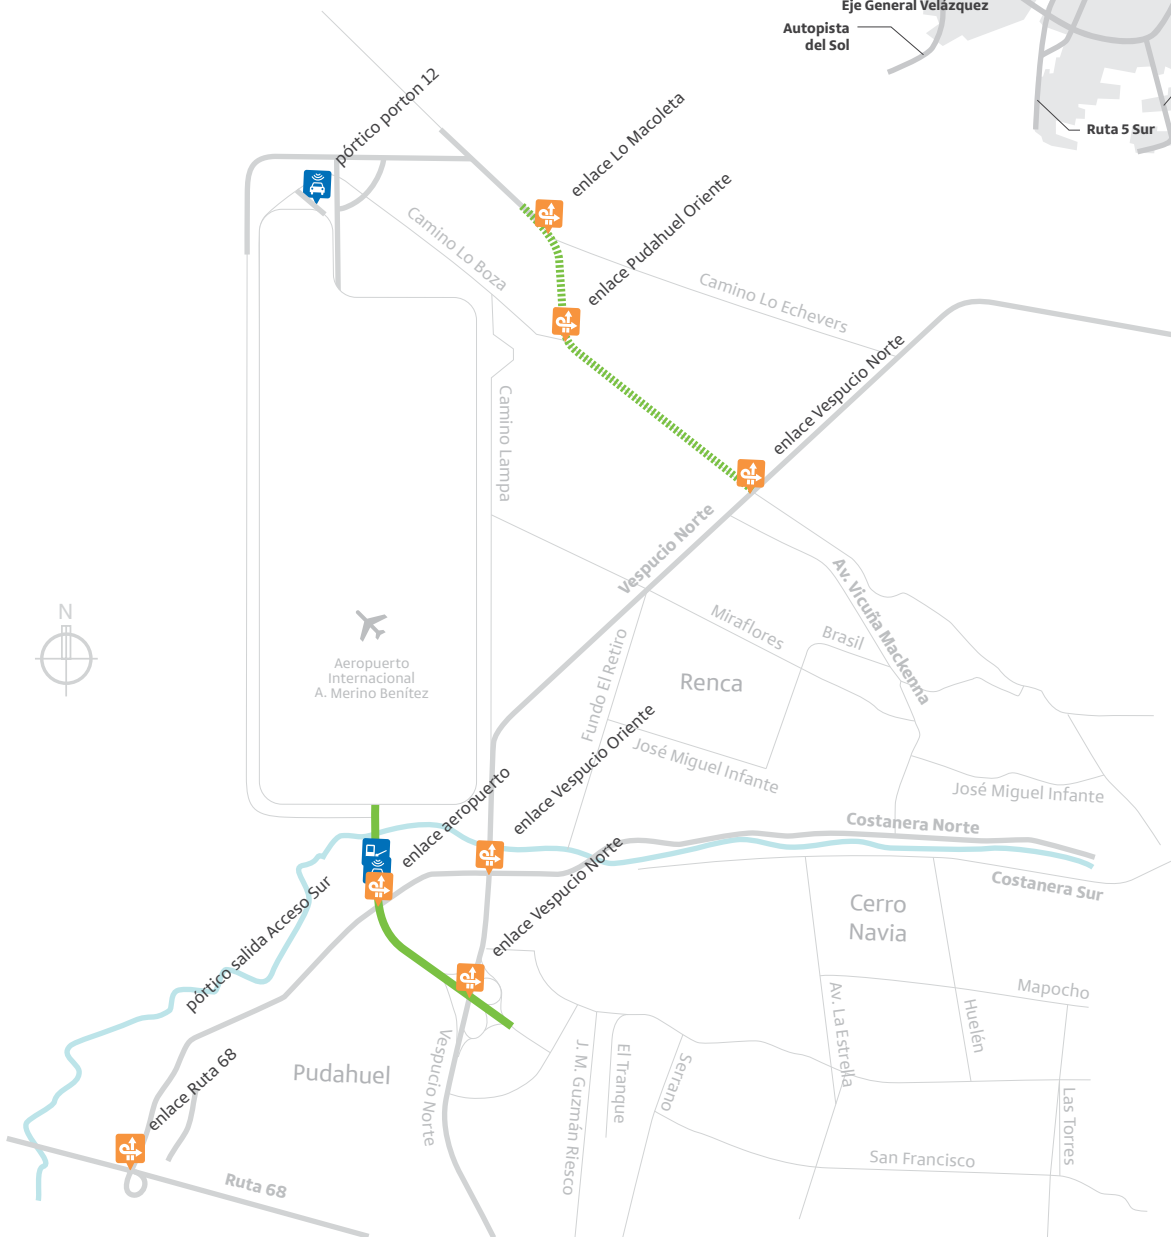 Eje General Velázquez
Autopista
del Sol
Ruta 5 Sur
pórtico porton 12
enlace Lo Macoleta
enlace Pudahuel Oriente
Camino Lo Boza
Camino Lo Echevers
enlace Vespucio Norte
Camino Lampa
Vespucio Norte
Av. Vicuña Mackenna
N
Miraflores
Brasil
Aeropuerto
Internacional
A. Merino Benítez
Renca
Fundo El Retiro
José Miguel Infante
José Miguel Infante
enlace Vespucio Oriente
enlace aeropuerto
Costanera Norte
enlace Vespucio Norte
Costanera Sur
pórtico salida Acceso Sur
Cerro
Navia
Mapocho
Av. La Estrella
Huelén
Vespucio Norte
Pudahuel
enlace Ruta 68
J. M. Guzmán Riesco
El Tranque
Serrano
Las Torres
San Francisco
Ruta 68